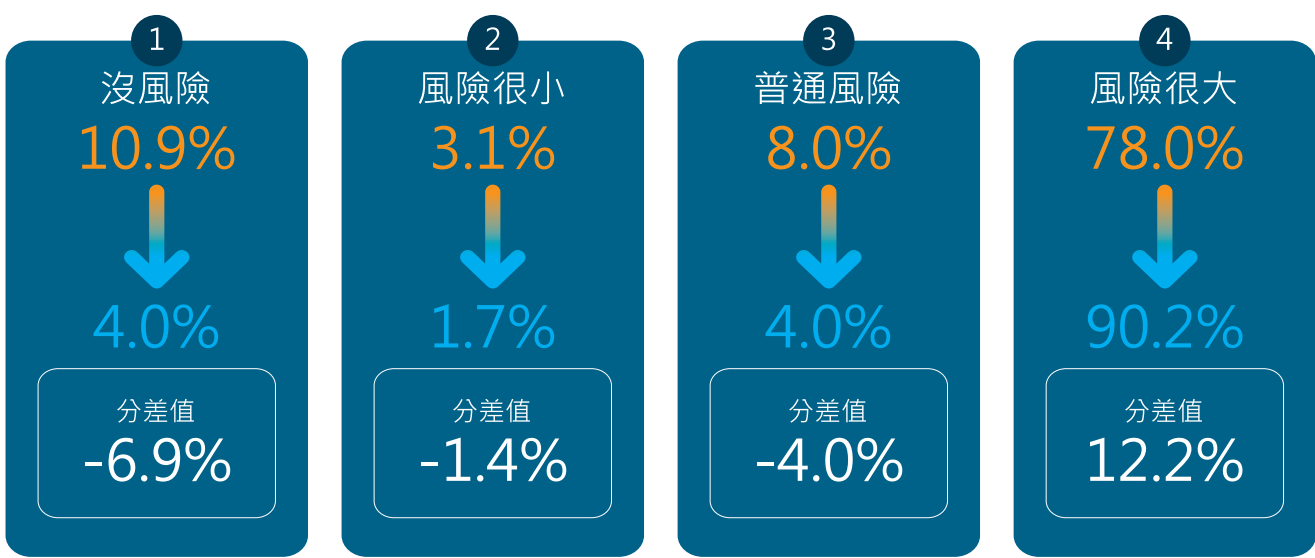 1
沒風險
10.9%
4.0%
分差值
-6.9%
2
風險很小
3.1%
1.7%
分差值
-1.4%
3
普通風險
8.0%
4.0%
分差值
-4.0%
4
風險很大
78.0%
90.2%
分差值
12.2%